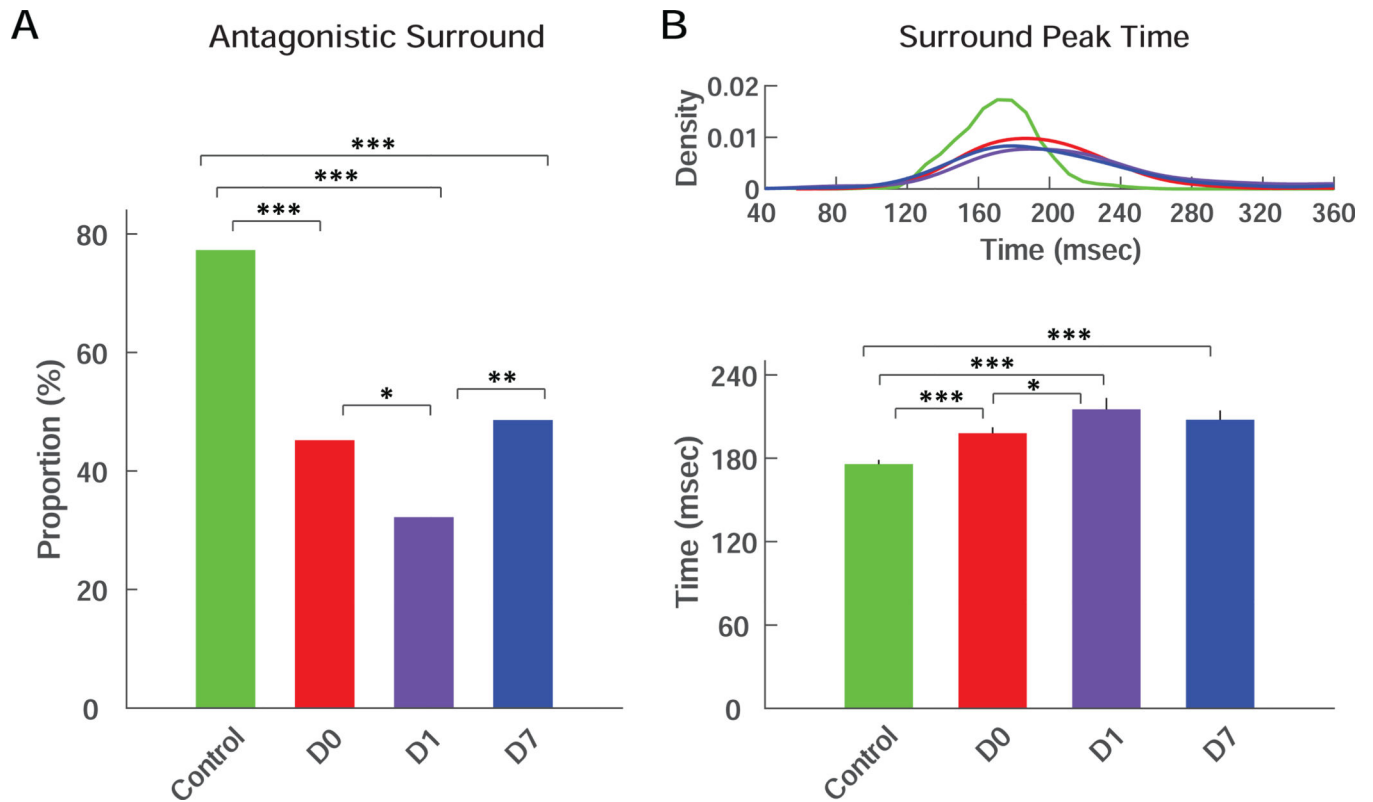 A
Antagonistic Surround
***
***
***
*
**
80
60
40
20
0
Proportion (%)
Control
D0
D1
D7
B
Surround Peak Time
Density
0.02
0.01
0
40 80 120 160 200 240 280 320 360
Time (msec)
***
***
***
*
240
180
120
60
0
Time (msec)
Control
D0
D1
D7